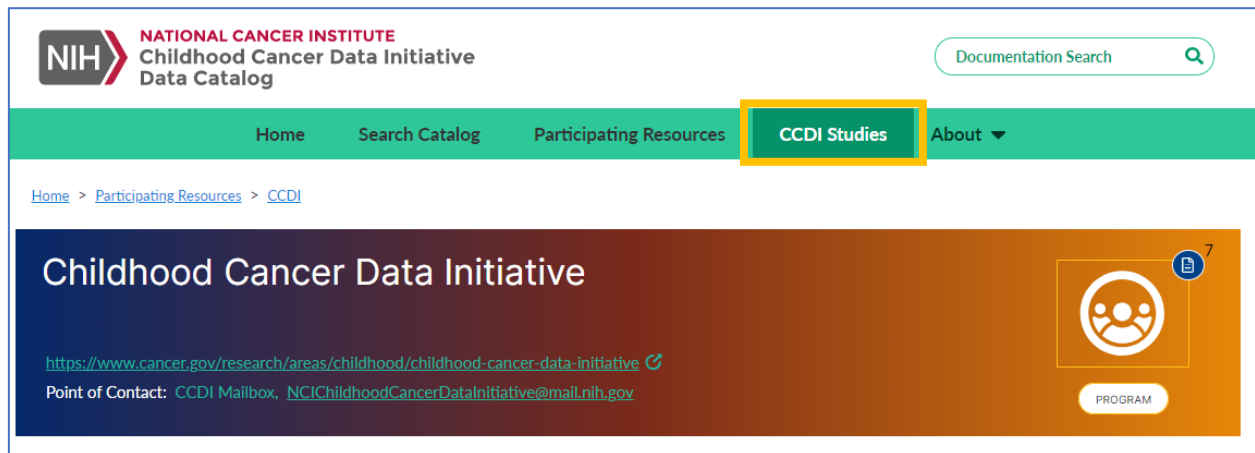 NIH
NATIONAL CANCER INSTITUTE
Childhood Cancer Data Initiative
Data Catalog
Documentation Search
Home Search Catalog Participating Resources CCDI Studies About
Home > Participating Resources > CCDI
Childhood Cancer Data Initiative
7
https://www.cancer.gov/research/areas/childhood/childhood-cancer-data-initiative
Point of Contact: CCDI Mailbox, NCIChildhoodCancerDataInitiative@mail.nih.gov
PROGRAM